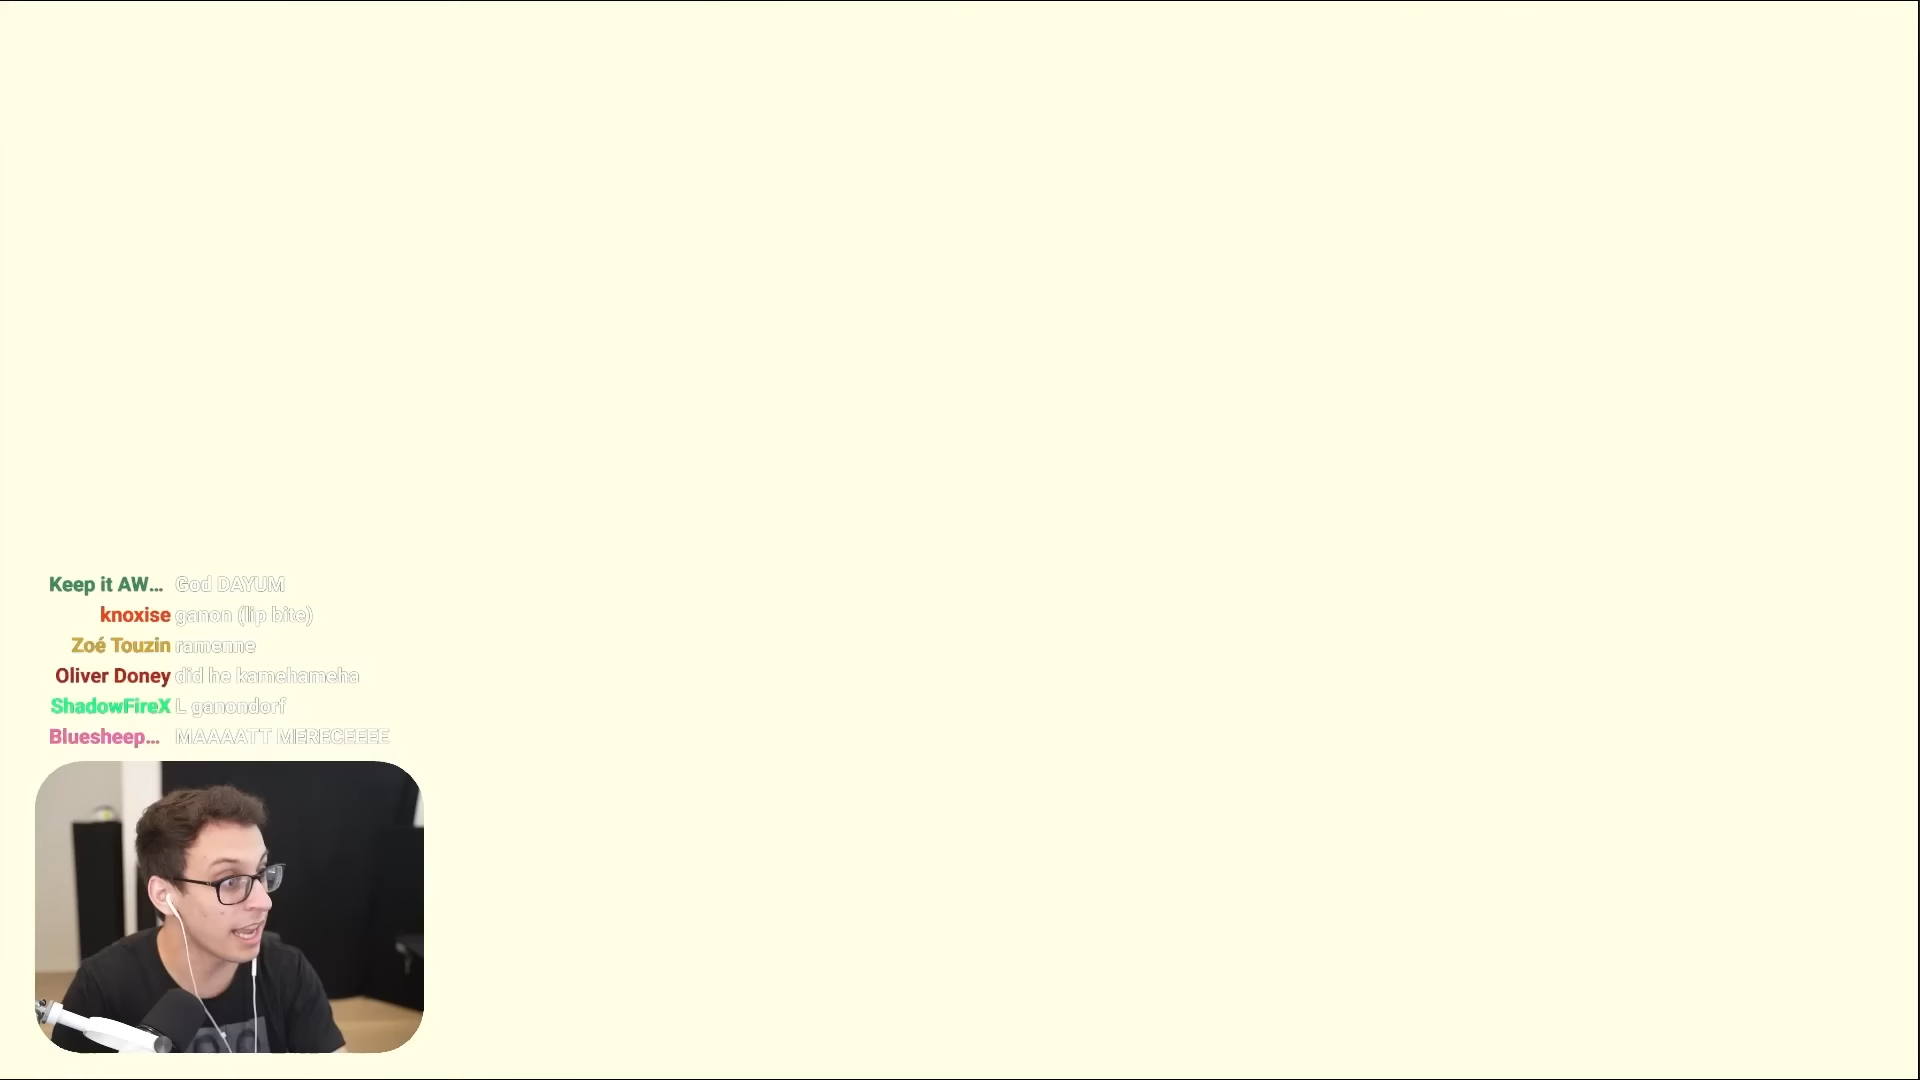 Keep it AW... God DAYUM
knoxise ganon (lip bite)
Zoé Touzin ramenne
Oliver Doney did he kamehameha
ShadowFireX L ganondorf
Bluesheep... MAAAATT MERECEEEE